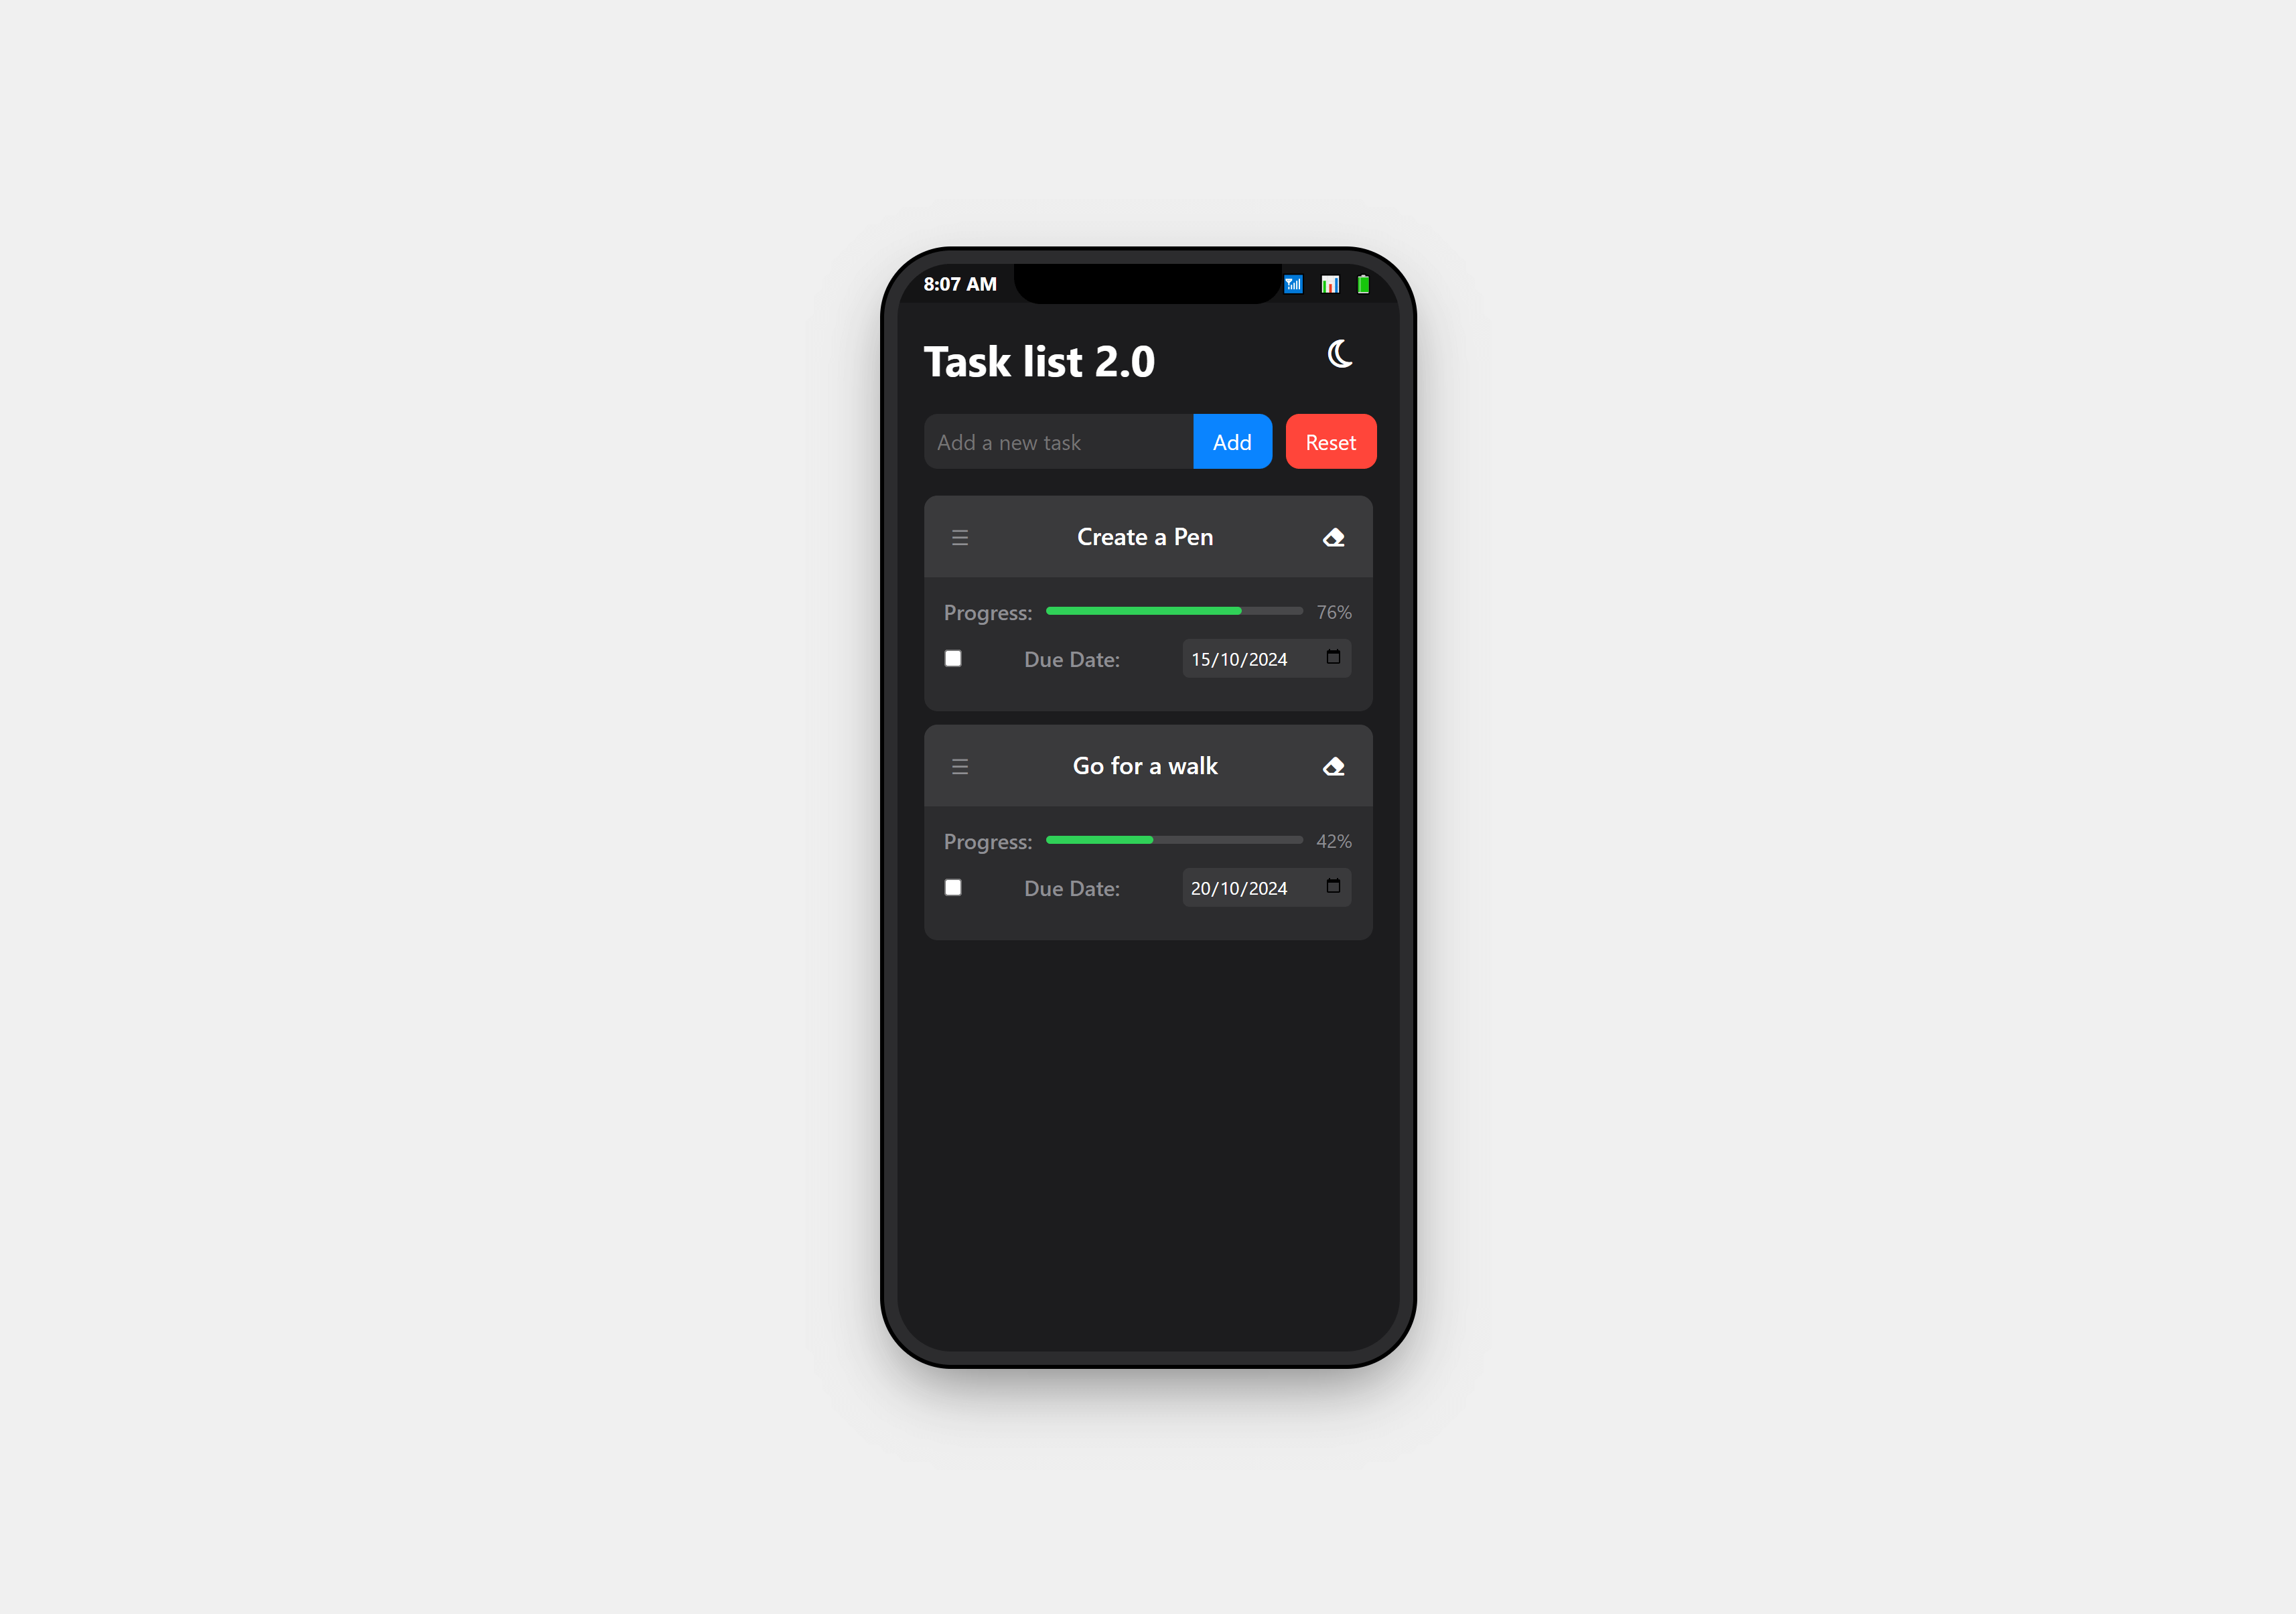 8:07 AM
Task list 2.0
Add a new task Add Reset
Create a Pen
Progress: 76%
Due Date: 15/10/2024
Go for a walk
Progress: 42%
Due Date: 20/10/2024